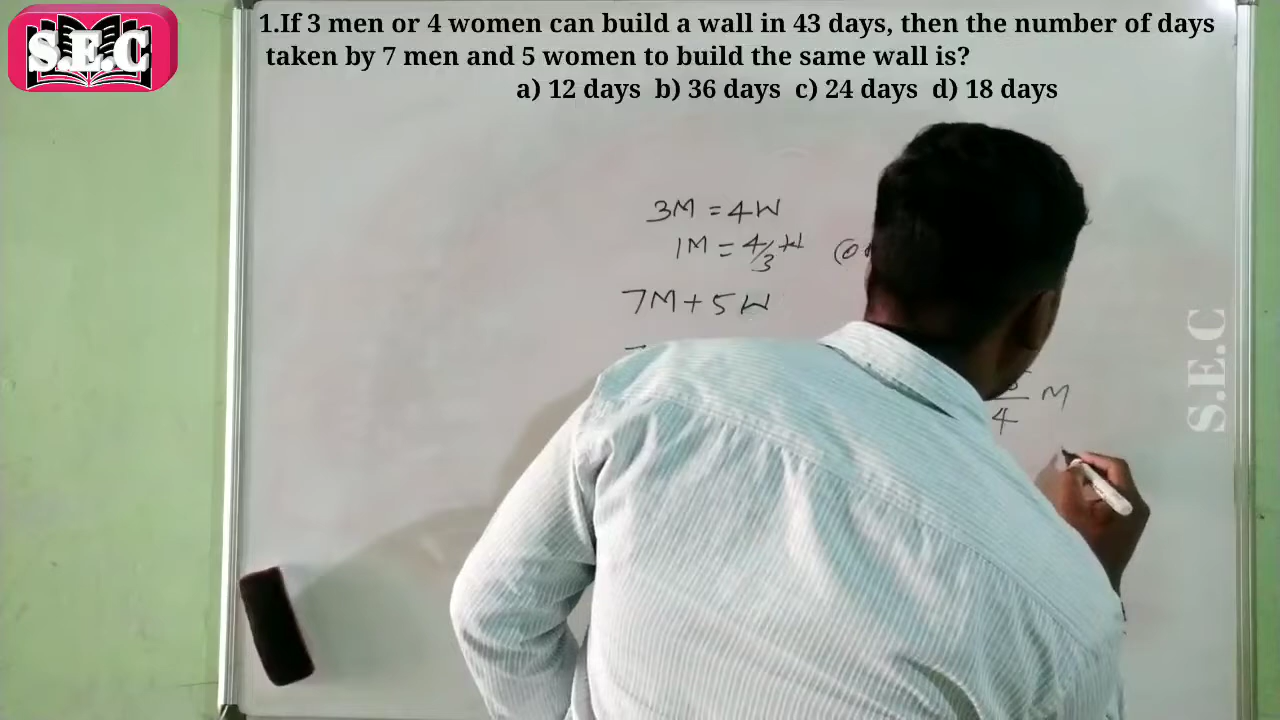 S.E.C
1.If 3 men or 4 women can build a wall in 43 days, then the number of days
taken by 7 men and 5 women to build the same wall is?
a) 12 days b) 36 days c) 24 days d) 18 days
3M = 4W
1M = 4/3 W
7M + 5W
4 M
S.E.C